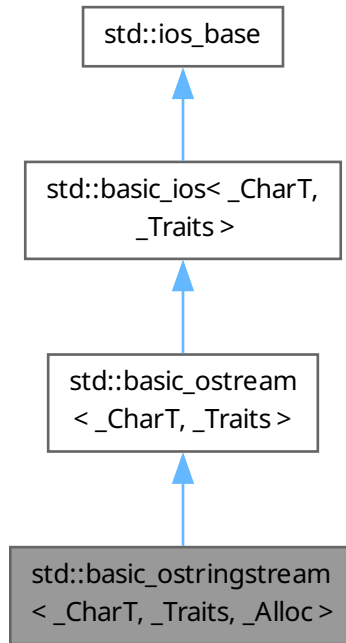 std::ios_base
std::basic_ios< _CharT,
_Traits >
std::basic_ostream
< _CharT, _Traits >
std::basic_ostringstream
< _CharT, _Traits, _Alloc >